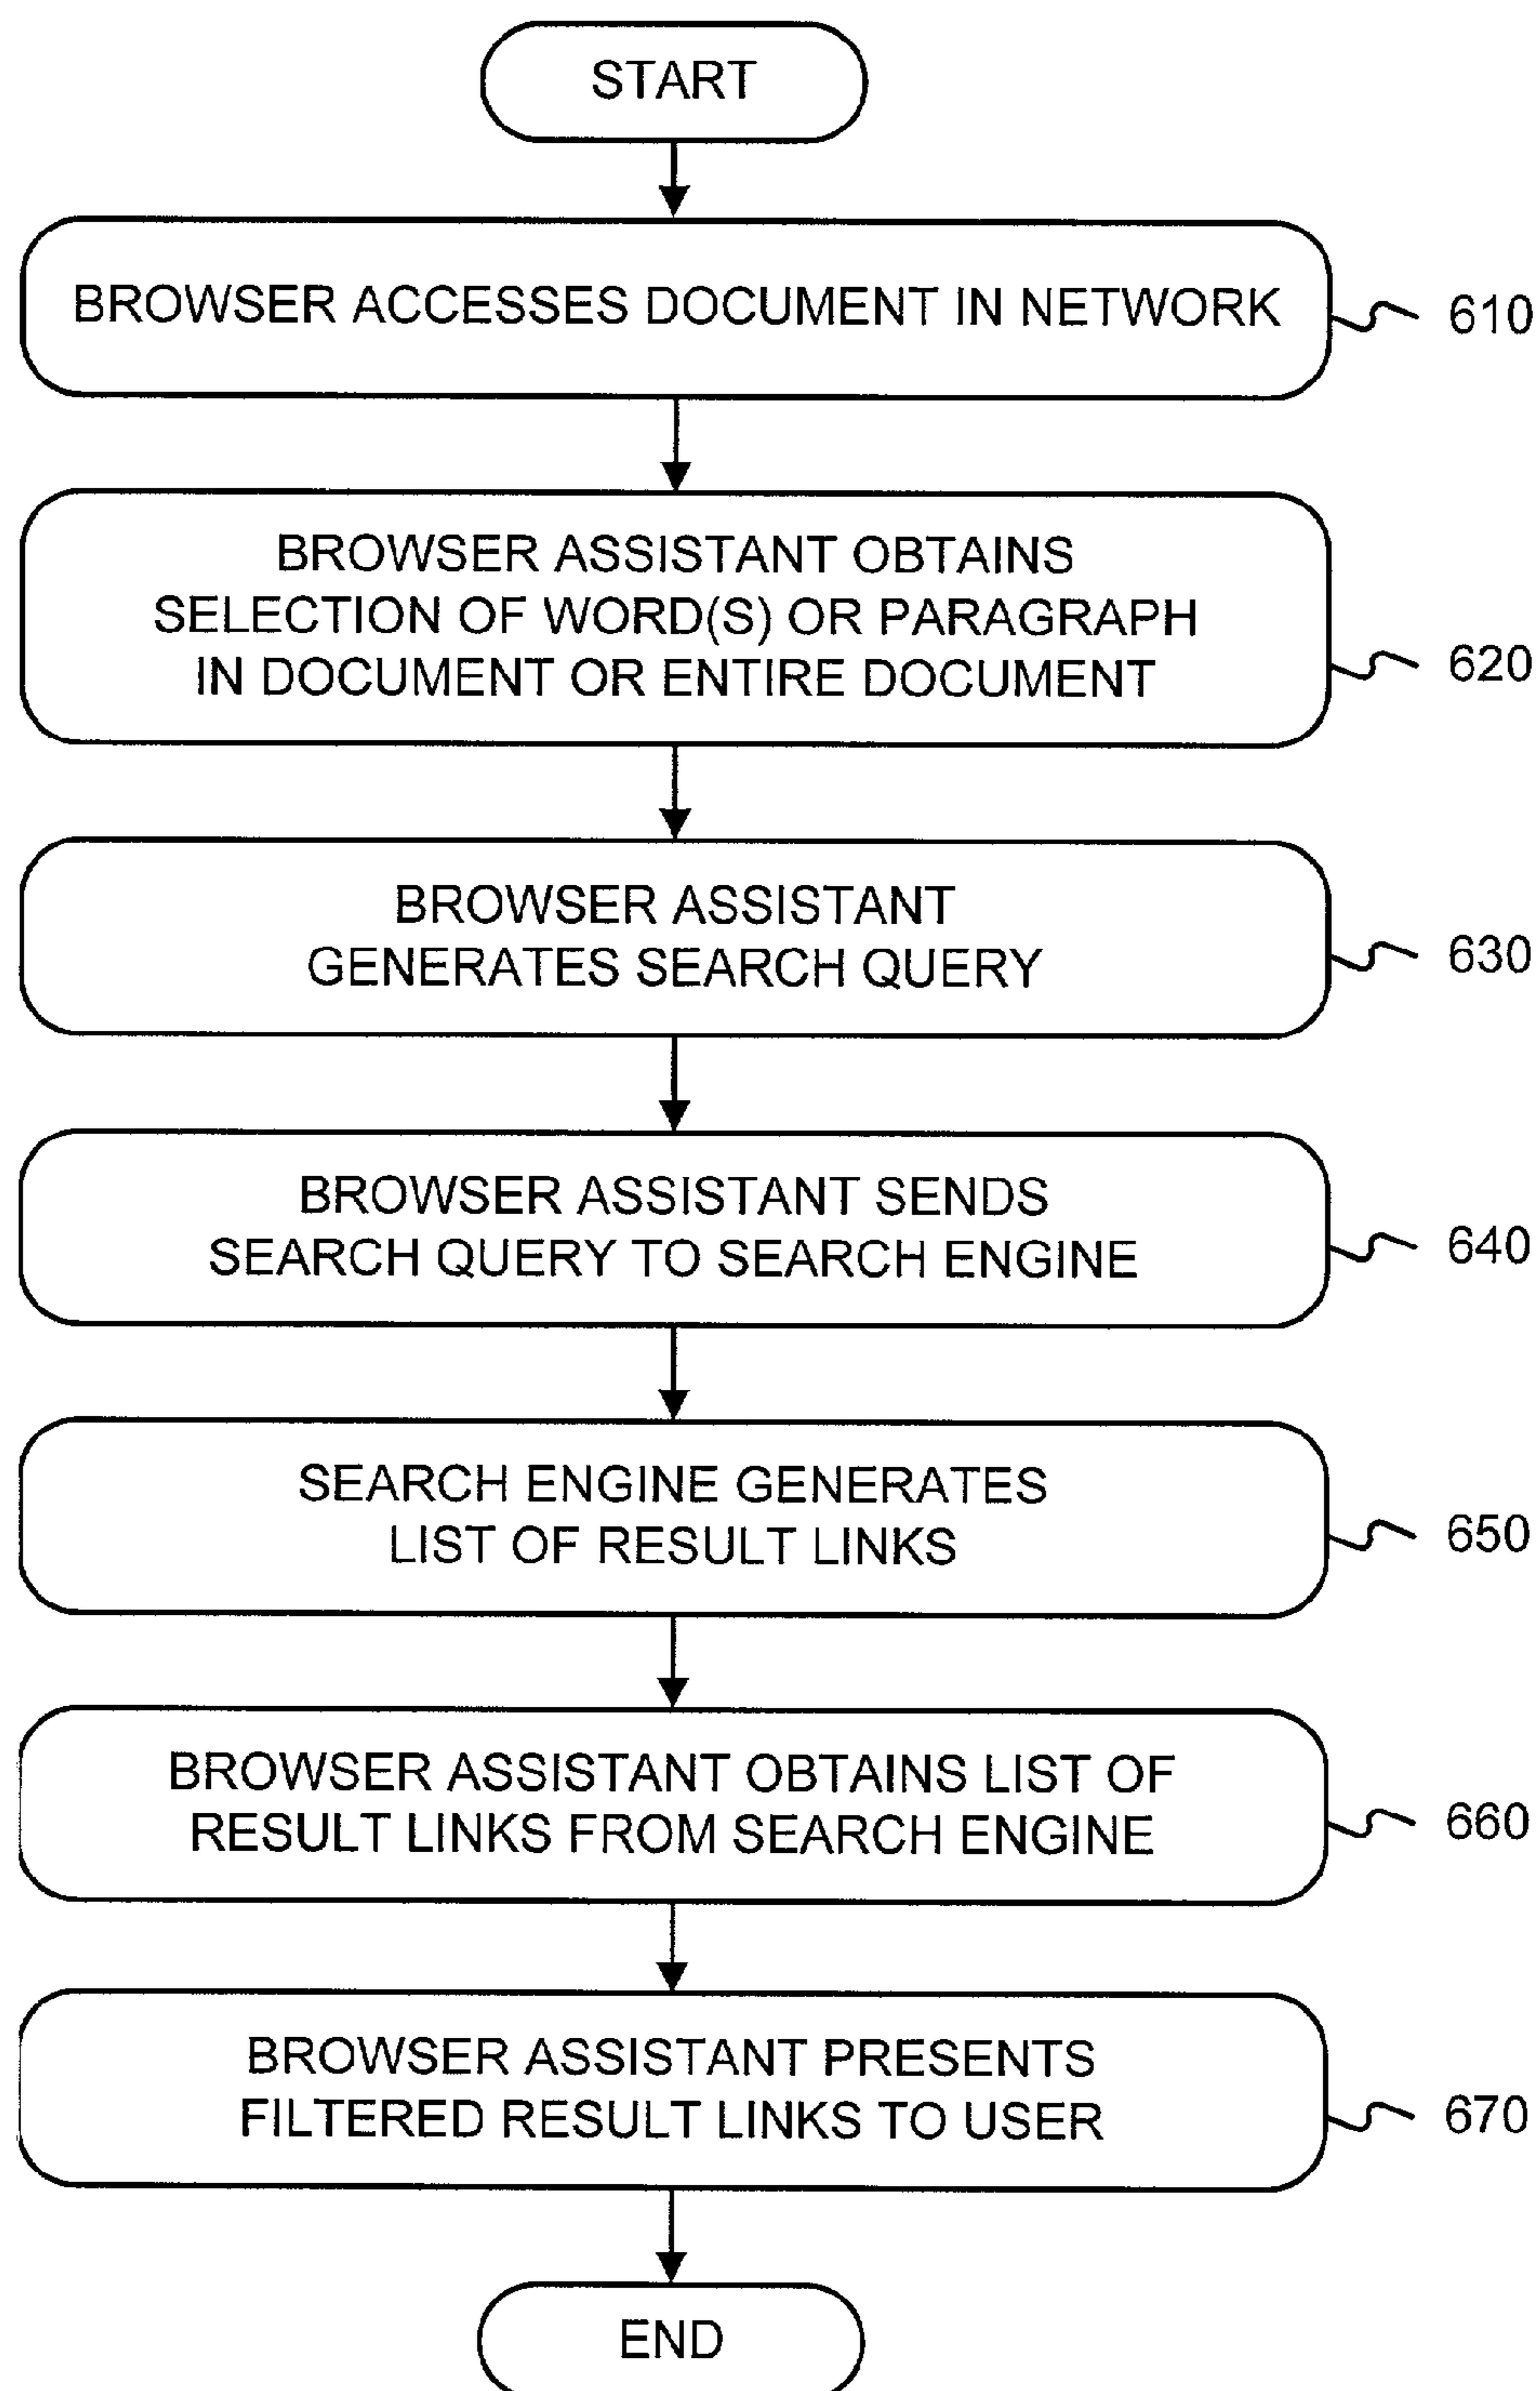 START
BROWSER ACCESSES DOCUMENT IN NETWORK
610
BROWSER ASSISTANT OBTAINS
SELECTION OF WORD(S) OR PARAGRAPH
IN DOCUMENT OR ENTIRE DOCUMENT
620
BROWSER ASSISTANT
GENERATES SEARCH QUERY
630
BROWSER ASSISTANT SENDS
SEARCH QUERY TO SEARCH ENGINE
640
SEARCH ENGINE GENERATES
LIST OF RESULT LINKS
650
BROWSER ASSISTANT OBTAINS LIST OF
RESULT LINKS FROM SEARCH ENGINE
660
BROWSER ASSISTANT PRESENTS
FILTERED RESULT LINKS TO USER
670
END